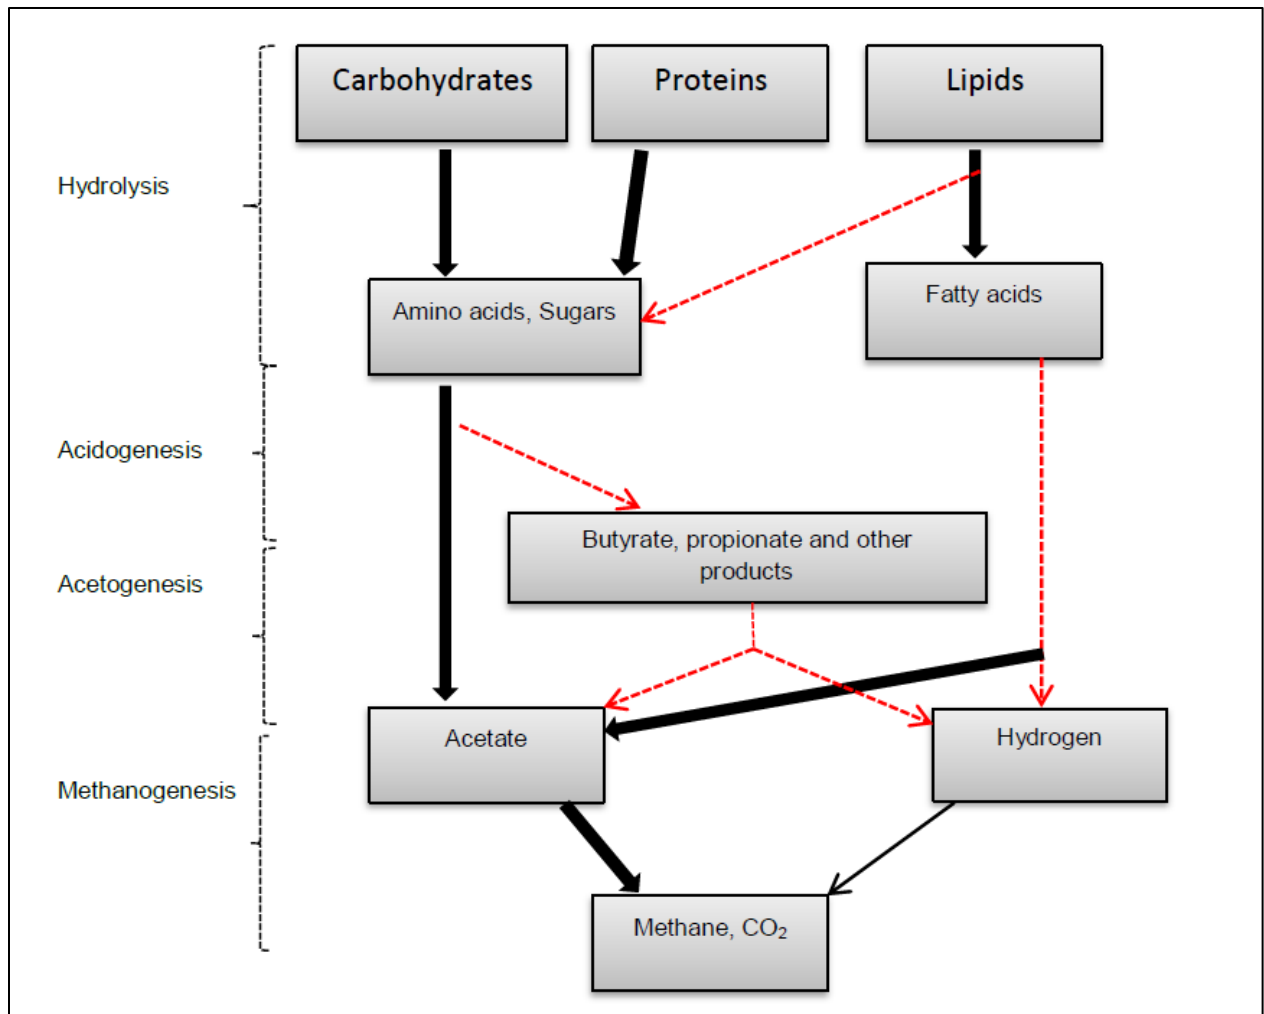 Carbohydrates
Proteins
Lipids
Hydrolysis
Amino acids, Sugars
Fatty acids
Acidogenesis
Butyrate, propionate and other
products
Acetogenesis
Acetate
Hydrogen
Methanogenesis
Methane, CO₂